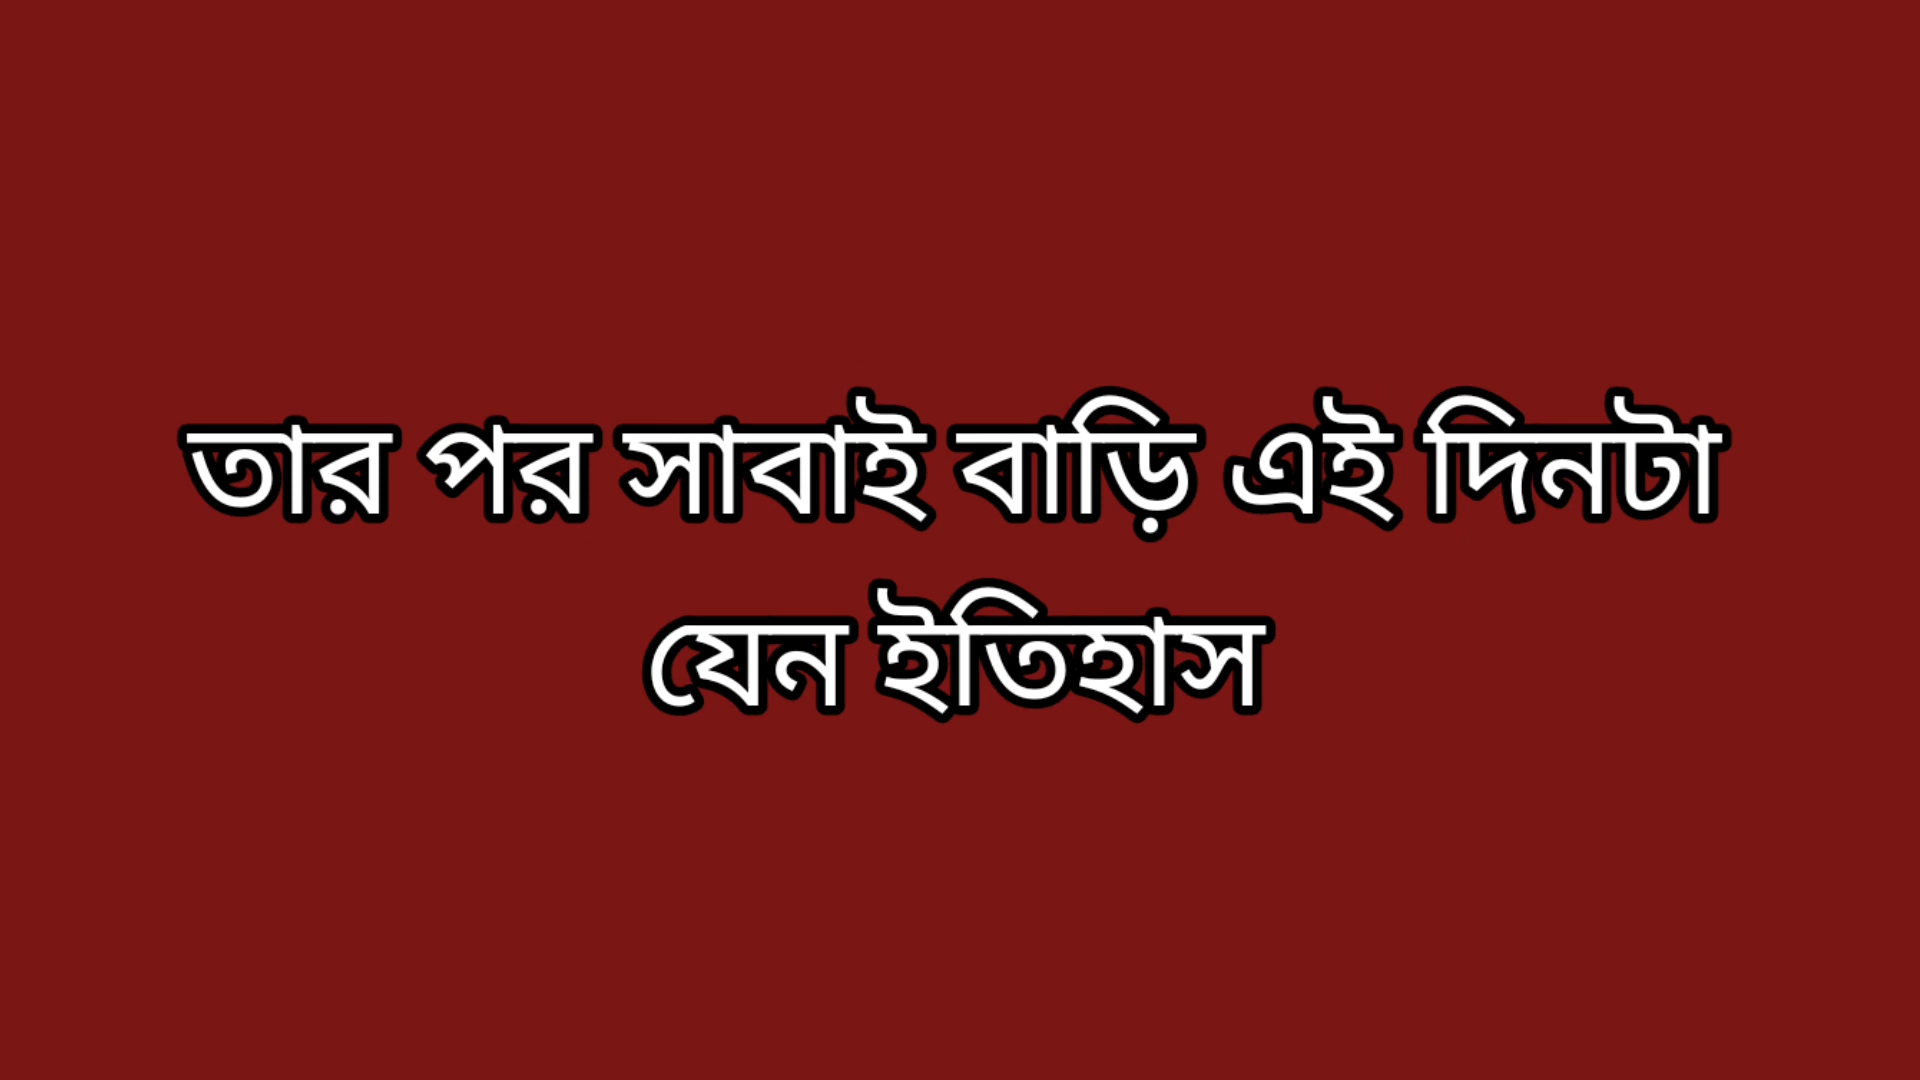 তার পর সাবাই বাড়ি এই দিনটা
যেন ইতিহাস